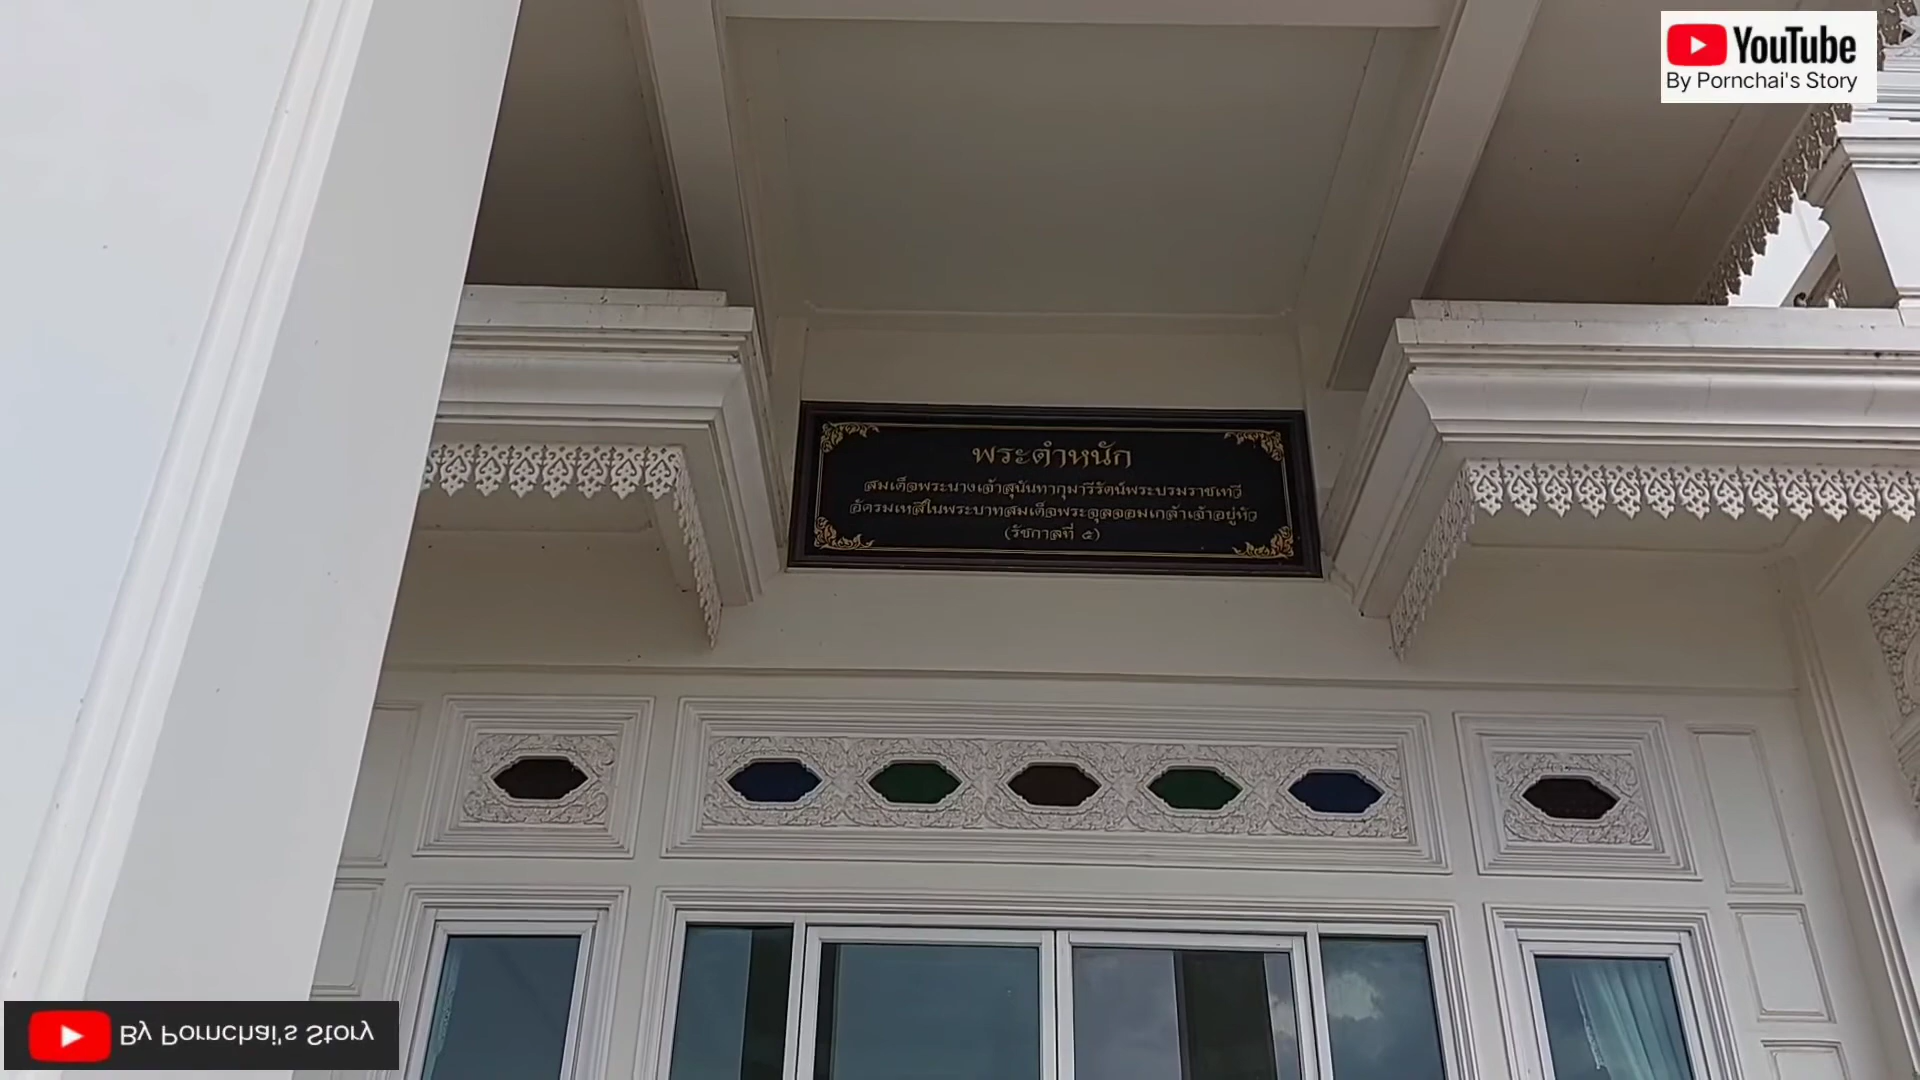 YouTube
By Pornchai's Story
พระตำหนัก
สมเด็จพระนางเจ้าสุนันทากุมารีรัตน์พระบรมราชเทวี
อัครมเหสีในพระบาทสมเด็จพระจุลจอมเกล้าเจ้าอยู่หัว
(รัชกาลที่ ๕)
By Pornchai's Story